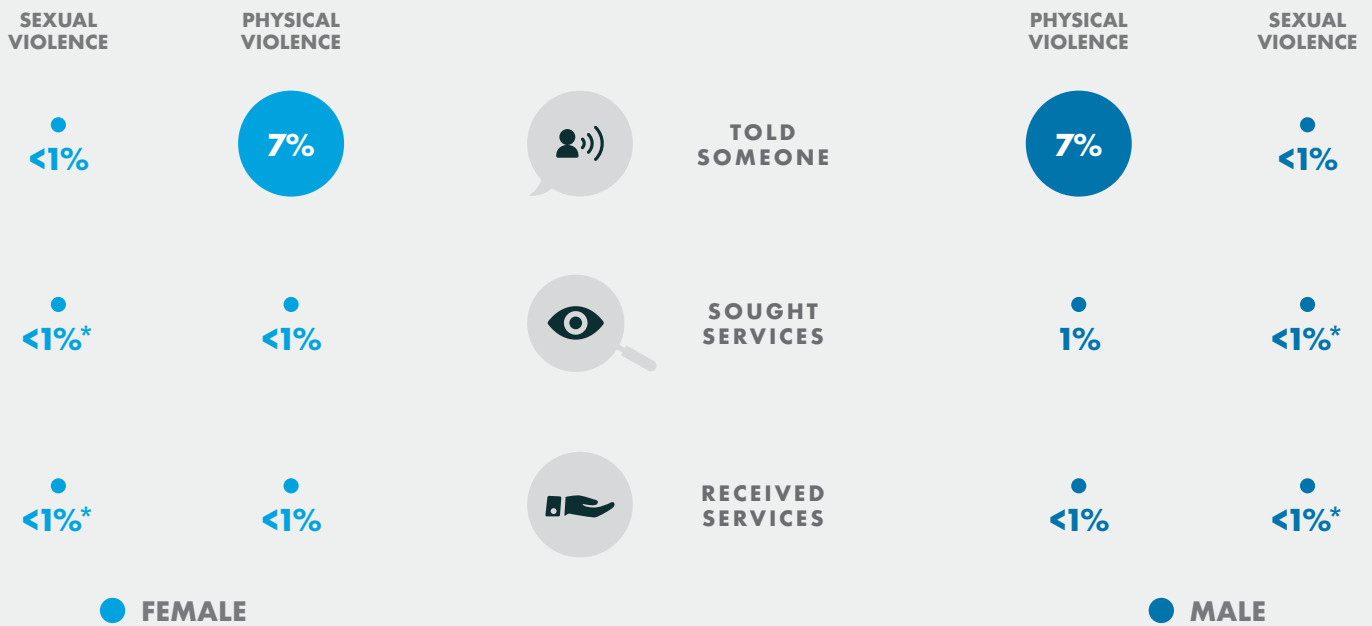 SEXUAL
VIOLENCE
PHYSICAL
VIOLENCE
PHYSICAL
VIOLENCE
SEXUAL
VIOLENCE
<1%
7%
TOLD
SOMEONE
7%
<1%
<1%*
<1%
SOUGHT
SERVICES
1%
<1%*
<1%*
<1%
RECEIVED
SERVICES
<1%
<1%*
FEMALE
MALE